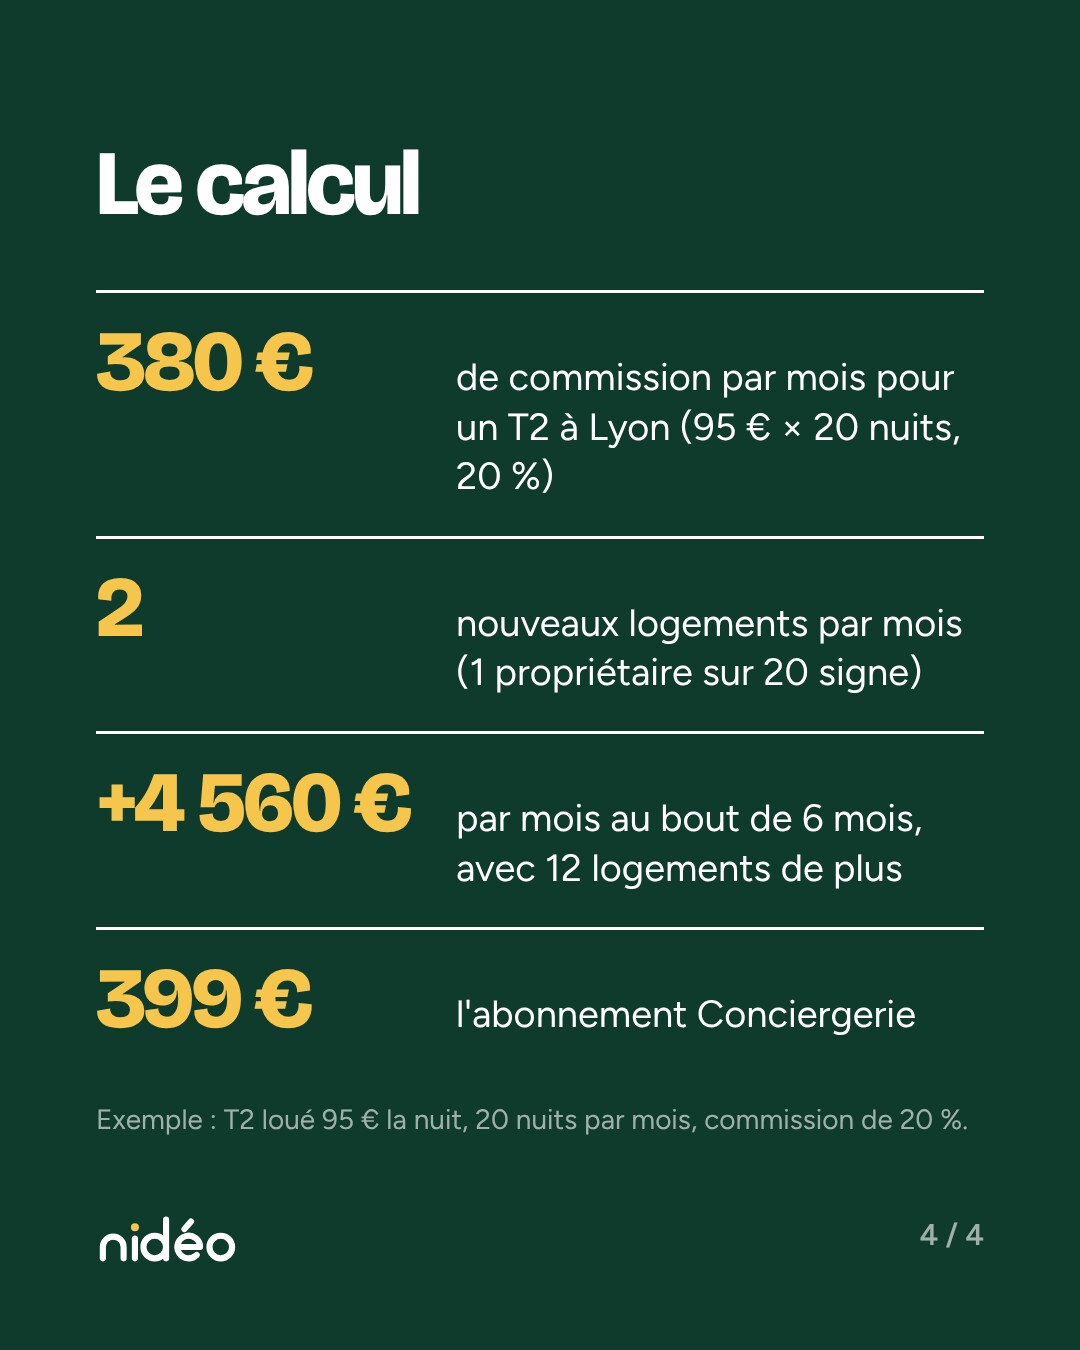 Le calcul
380 €
de commission par mois pour
un T2 à Lyon (95 € × 20 nuits,
20 %)
2
nouveaux logements par mois
(1 propriétaire sur 20 signe)
+4 560 €
par mois au bout de 6 mois,
avec 12 logements de plus
399 €
l'abonnement Conciergerie
Exemple : T2 loué 95 € la nuit, 20 nuits par mois, commission de 20 %.
nidéo
4 / 4